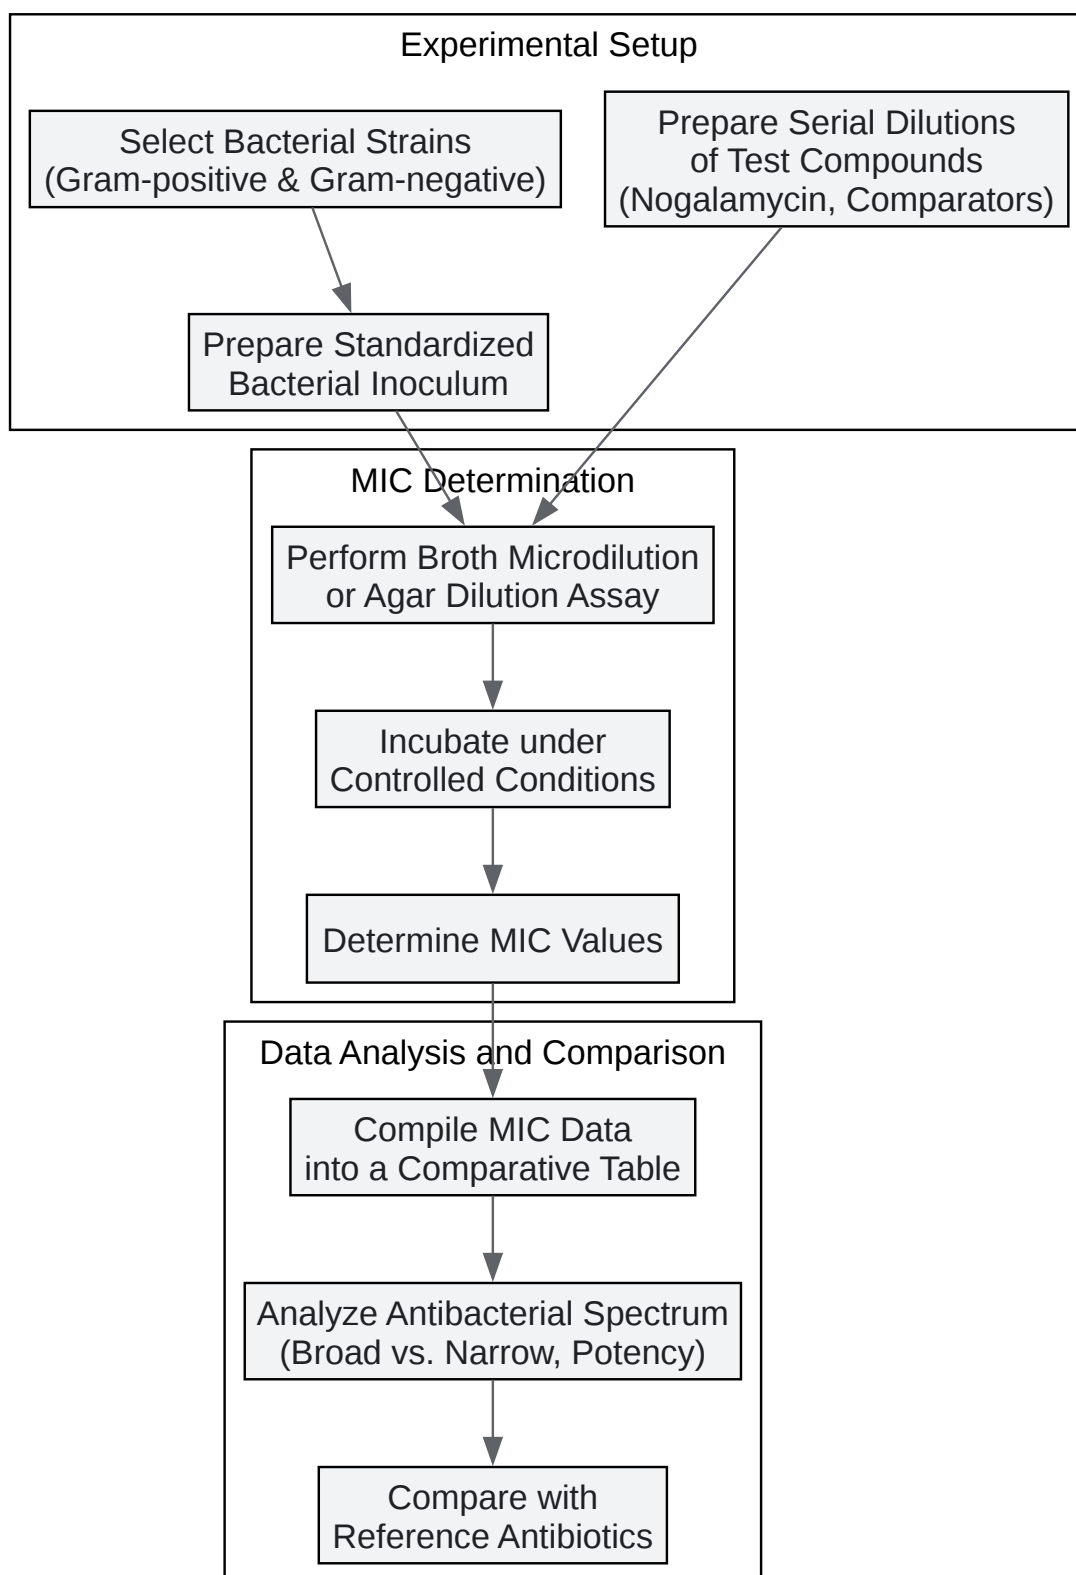 Experimental Setup
Select Bacterial Strains
(Gram-positive & Gram-negative)
Prepare Serial Dilutions
of Test Compounds
(Nogalamycin, Comparators)
Prepare Standardized
Bacterial Inoculum
MIC Determination
Perform Broth Microdilution
or Agar Dilution Assay
Incubate under
Controlled Conditions
Determine MIC Values
Data Analysis and Comparison
Compile MIC Data
into a Comparative Table
Analyze Antibacterial Spectrum
(Broad vs. Narrow, Potency)
Compare with
Reference Antibiotics